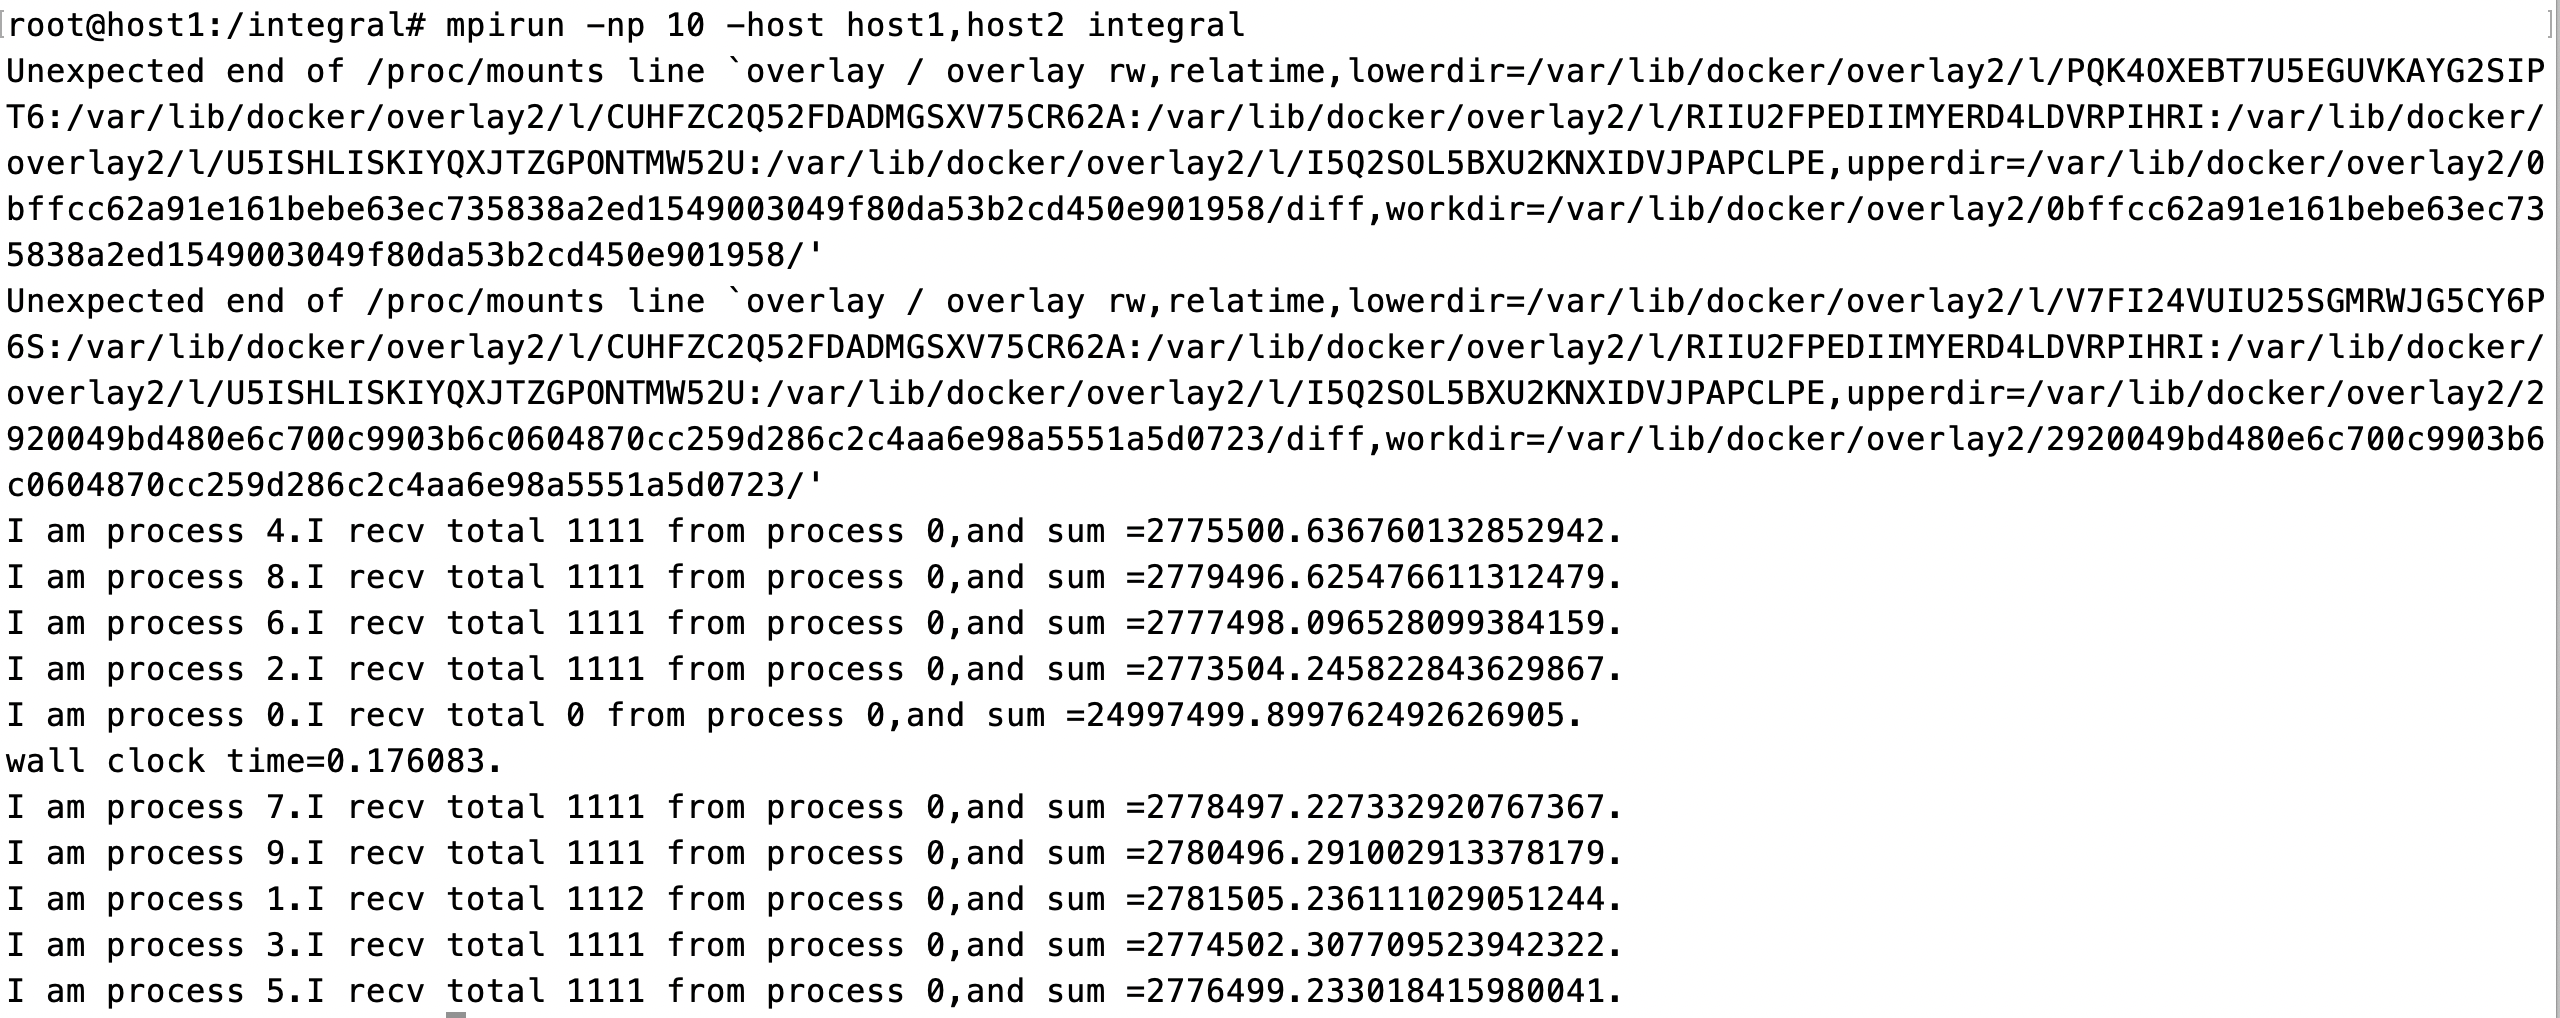 root@host1:/integral# mpirun -np 10 -host host1,host2 integral
Unexpected end of /proc/mounts line `overlay / overlay rw,relatime,lowerdir=/var/lib/docker/overlay2/l/PQK4OXEBT7U5EGUVKAYG2SIP
T6:/var/lib/docker/overlay2/l/CUHFZC2Q52FDADMGSXV75CR62A:/var/lib/docker/overlay2/l/RIIU2FPEDIIMYERD4LDVRPIHRI:/var/lib/docker/
overlay2/l/U5ISHLISKIYQXJTZGPONTMW52U:/var/lib/docker/overlay2/l/I5Q2SOL5BXU2KNXIDVJPAPCLPE,upperdir=/var/lib/docker/overlay2/0
bffcc62a91e161bebe63ec735838a2ed1549003049f80da53b2cd450e901958/diff,workdir=/var/lib/docker/overlay2/0bffcc62a91e161bebe63ec73
5838a2ed1549003049f80da53b2cd450e901958/'
Unexpected end of /proc/mounts line `overlay / overlay rw,relatime,lowerdir=/var/lib/docker/overlay2/l/V7FI24VUIU25SGMRWJG5CY6P
6S:/var/lib/docker/overlay2/l/CUHFZC2Q52FDADMGSXV75CR62A:/var/lib/docker/overlay2/l/RIIU2FPEDIIMYERD4LDVRPIHRI:/var/lib/docker/
overlay2/l/U5ISHLISKIYQXJTZGPONTMW52U:/var/lib/docker/overlay2/l/I5Q2SOL5BXU2KNXIDVJPAPCLPE,upperdir=/var/lib/docker/overlay2/2
920049bd480e6c700c9903b6c0604870cc259d286c2c4aa6e98a5551a5d0723/diff,workdir=/var/lib/docker/overlay2/2920049bd480e6c700c9903b6
c0604870cc259d286c2c4aa6e98a5551a5d0723/'
I am process 4.I recv total 1111 from process 0,and sum =2775500.636760132852942.
I am process 8.I recv total 1111 from process 0,and sum =2779496.625476611312479.
I am process 6.I recv total 1111 from process 0,and sum =2777498.096528099384159.
I am process 2.I recv total 1111 from process 0,and sum =2773504.245822843629867.
I am process 0.I recv total 0 from process 0,and sum =24997499.899762492626905.
wall clock time=0.176083.
I am process 7.I recv total 1111 from process 0,and sum =2778497.227332920767367.
I am process 9.I recv total 1111 from process 0,and sum =2780496.291002913378179.
I am process 1.I recv total 1112 from process 0,and sum =2781505.236111029051244.
I am process 3.I recv total 1111 from process 0,and sum =2774502.307709523942322.
I am process 5.I recv total 1111 from process 0,and sum =2776499.233018415980041.